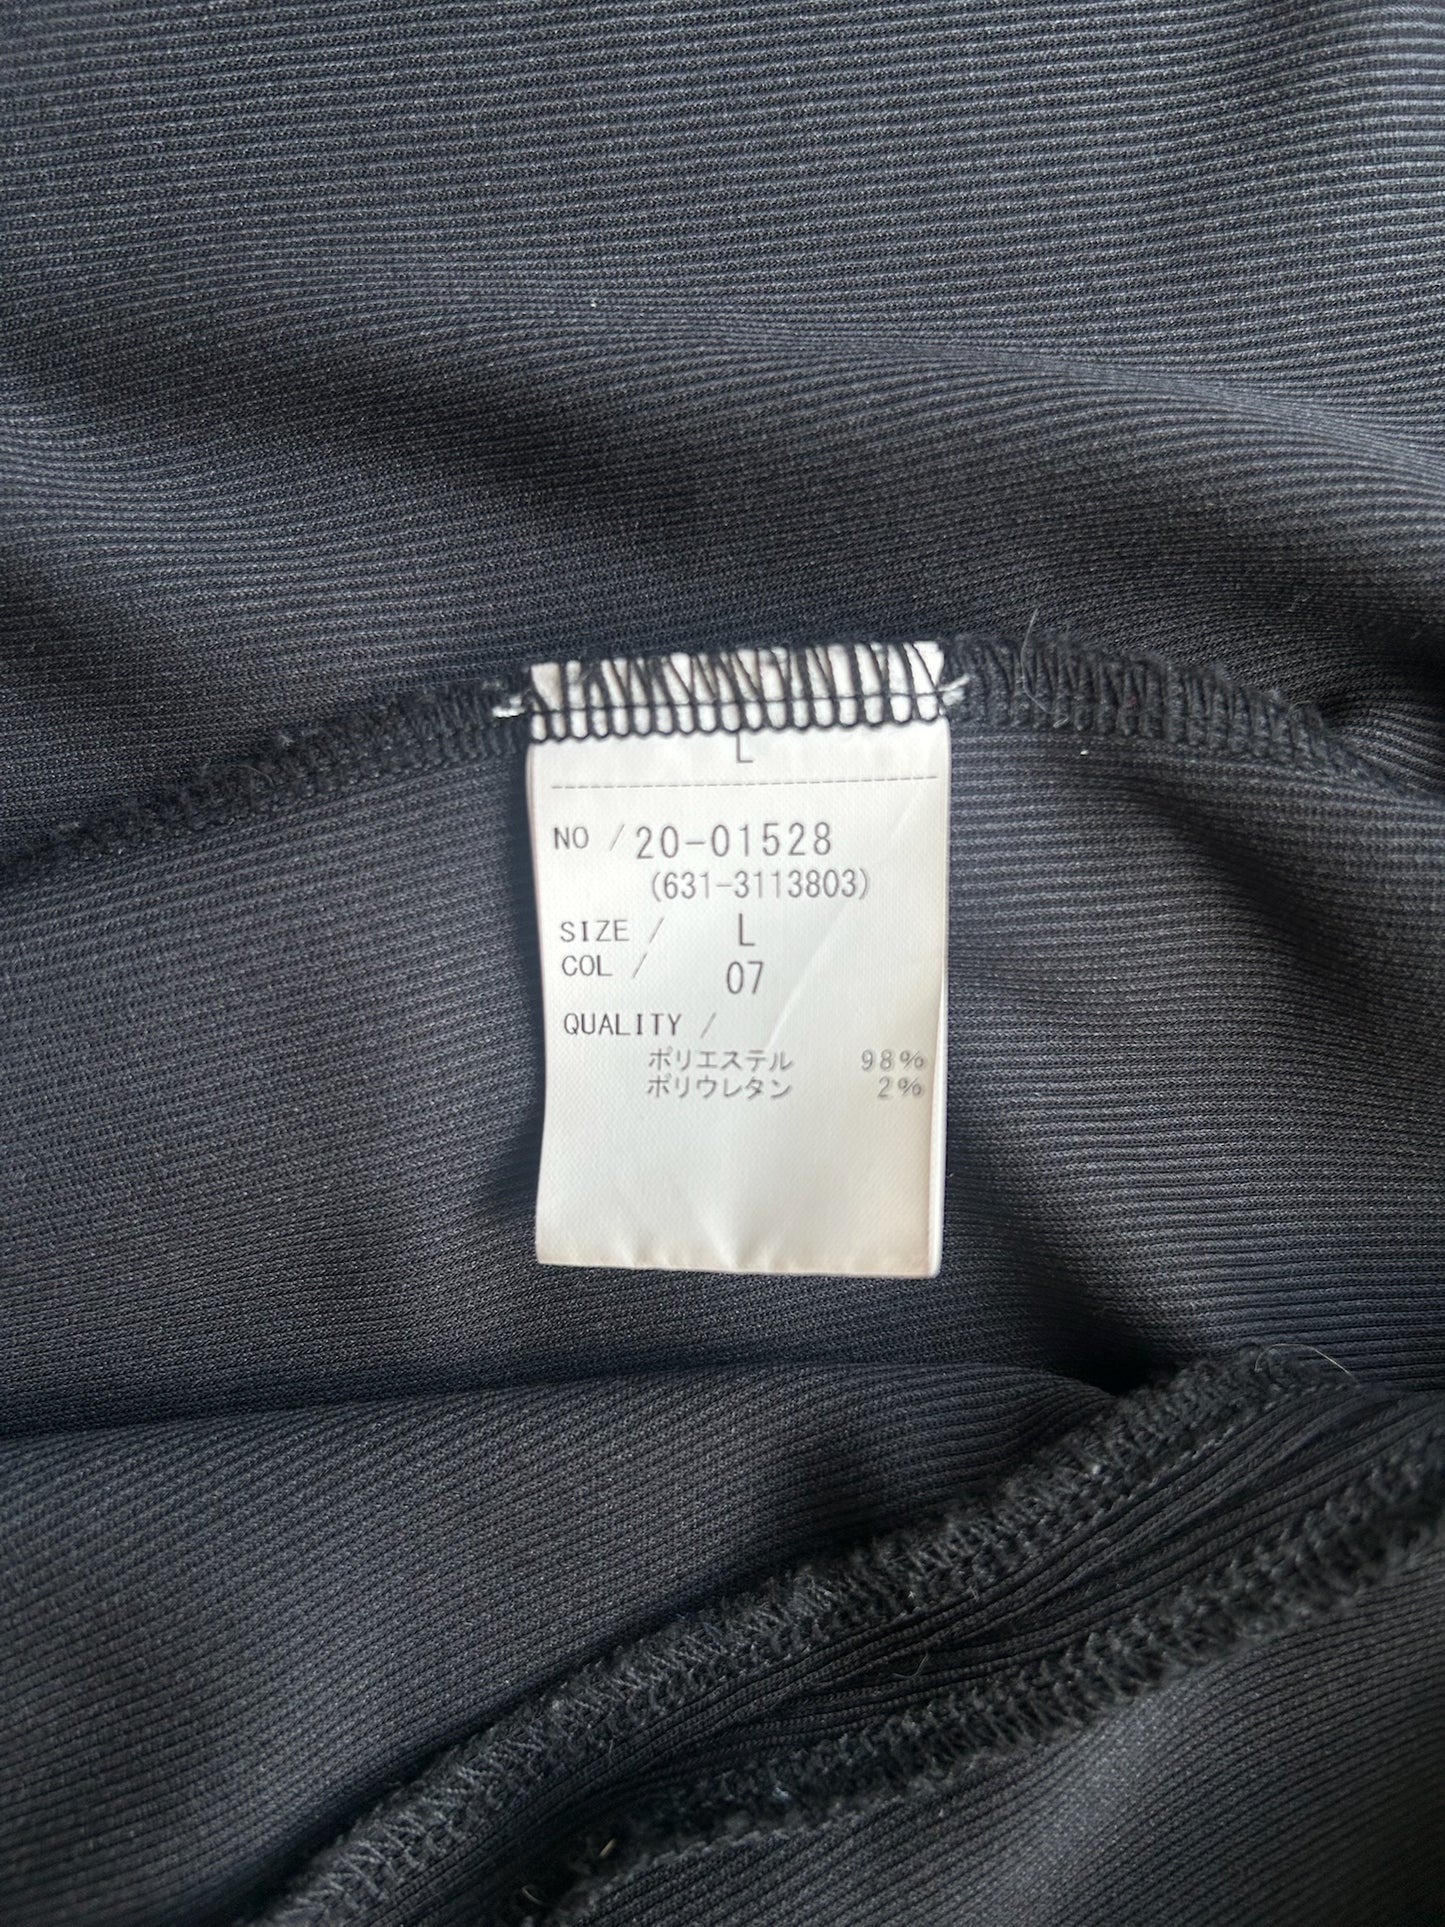 L
NO / 20-01528
(631-3113803)
SIZE / L
COL / 07
QUALITY /
ポリエステル 98%
ポリウレタン 2%